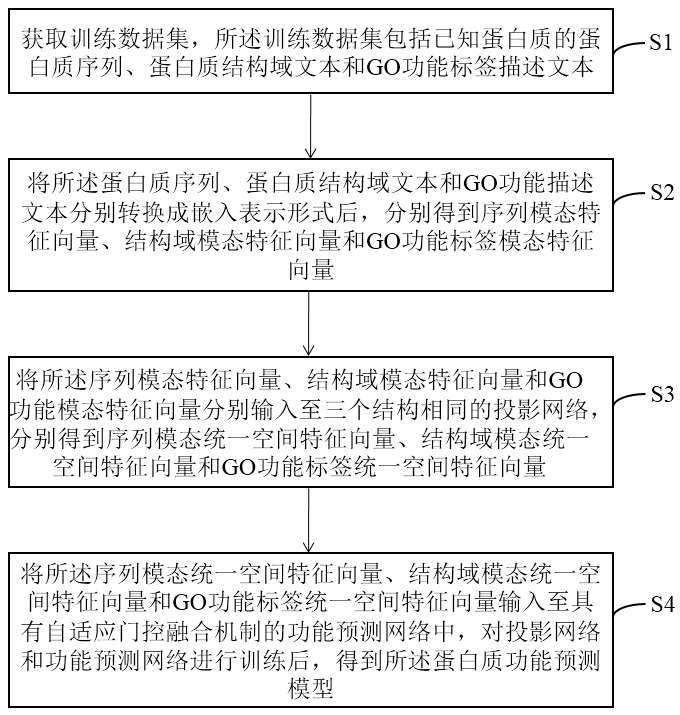 获取训练数据集，所述训练数据集包括已知蛋白质的蛋
白质序列、蛋白质结构域文本和GO功能标签描述文本
S1
将所述蛋白质序列、蛋白质结构域文本和GO功能描述
文本分别转换成嵌入表示形式后，分别得到序列模态特
征向量、结构域模态特征向量和GO功能标签模态特征
向量
S2
将所述序列模态特征向量、结构域模态特征向量和GO
功能模态特征向量分别输入至三个结构相同的投影网络，
分别得到序列模态统一空间特征向量、结构域模态统一
空间特征向量和GO功能标签统一空间特征向量
S3
将所述序列模态统一空间特征向量、结构域模态统一空
间特征向量和GO功能标签统一空间特征向量输入至具
有自适应门控融合机制的功能预测网络中，对投影网络
和功能预测网络进行训练后，得到所述蛋白质功能预测
模型
S4